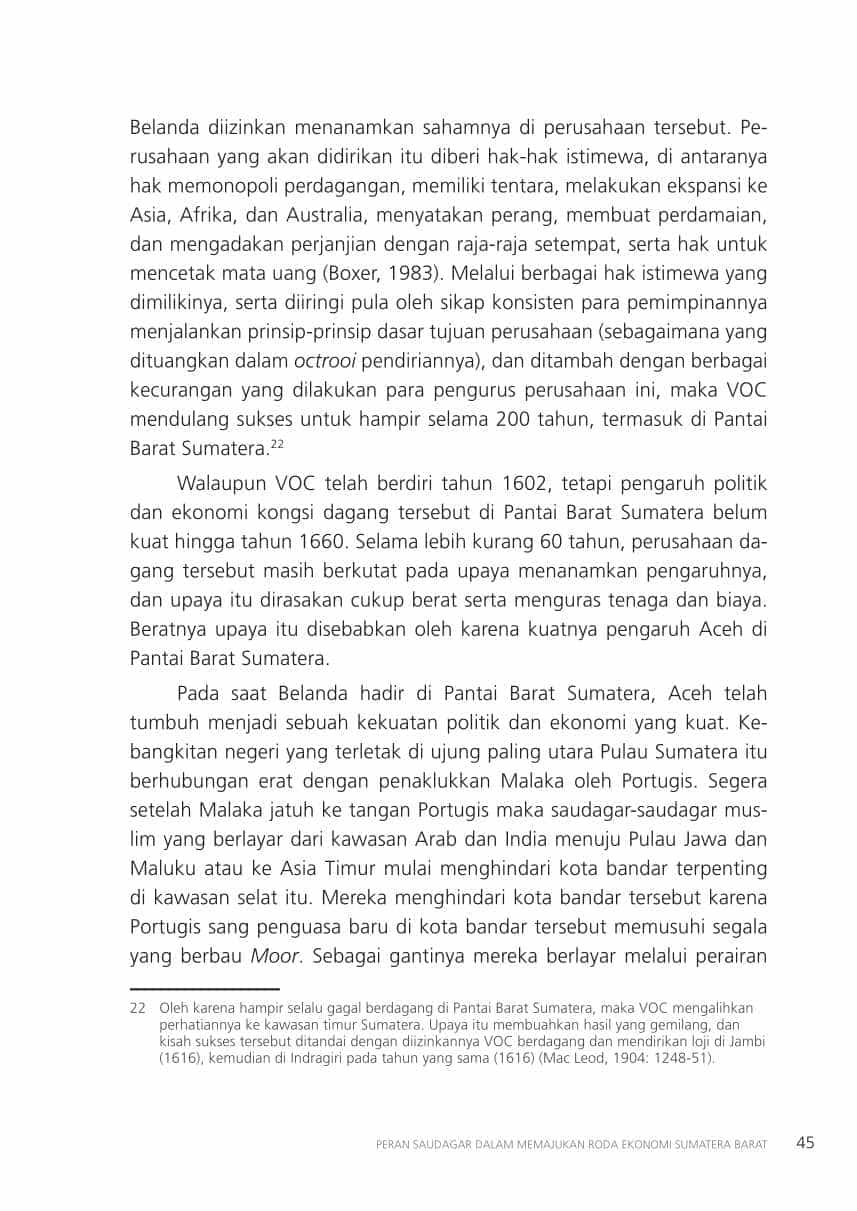 Belanda diizinkan menanamkan sahamnya di perusahaan tersebut. Pe-
rusahaan yang akan didirikan itu diberi hak-hak istimewa, di antaranya
hak memonopoli perdagangan, memiliki tentara, melakukan ekspansi ke
Asia, Afrika, dan Australia, menyatakan perang, membuat perdamaian,
dan mengadakan perjanjian dengan raja-raja setempat, serta hak untuk
mencetak mata uang (Boxer, 1983). Melalui berbagai hak istimewa yang
dimilikinya, serta diiringi pula oleh sikap konsisten para pemimpinannya
menjalankan prinsip-prinsip dasar tujuan perusahaan (sebagaimana yang
dituangkan dalam octrooi pendiriannya), dan ditambah dengan berbagai
kecurangan yang dilakukan para pengurus perusahaan ini, maka VOC
mendulang sukses untuk hampir selama 200 tahun, termasuk di Pantai
Barat Sumatera.22
Walaupun VOC telah berdiri tahun 1602, tetapi pengaruh politik
dan ekonomi kongsi dagang tersebut di Pantai Barat Sumatera belum
kuat hingga tahun 1660. Selama lebih kurang 60 tahun, perusahaan da-
gang tersebut masih berkutat pada upaya menanamkan pengaruhnya,
dan upaya itu dirasakan cukup berat serta menguras tenaga dan biaya.
Beratnya upaya itu disebabkan oleh karena kuatnya pengaruh Aceh di
Pantai Barat Sumatera.
Pada saat Belanda hadir di Pantai Barat Sumatera, Aceh telah
tumbuh menjadi sebuah kekuatan politik dan ekonomi yang kuat. Ke-
bangkitan negeri yang terletak di ujung paling utara Pulau Sumatera itu
berhubungan erat dengan penaklukkan Malaka oleh Portugis. Segera
setelah Malaka jatuh ke tangan Portugis maka saudagar-saudagar mus-
lim yang berlayar dari kawasan Arab dan India menuju Pulau Jawa dan
Maluku atau ke Asia Timur mulai menghindari kota bandar terpenting
di kawasan selat itu. Mereka menghindari kota bandar tersebut karena
Portugis sang penguasa baru di kota bandar tersebut memusuhi segala
yang berbau Moor. Sebagai gantinya mereka berlayar melalui perairan
22 Oleh karena hampir selalu gagal berdagang di Pantai Barat Sumatera, maka VOC mengalihkan
perhatiannya ke kawasan timur Sumatera. Upaya itu membuahkan hasil yang gemilang, dan
kisah sukses tersebut ditandai dengan diizinkannya VOC berdagang dan mendirikan loji di Jambi
(1616), kemudian di Indragiri pada tahun yang sama (1616) (Mac Leod, 1904: 1248-51).
PERAN SAUDAGAR DALAM MEMAJUKAN RODA EKONOMI SUMATERA BARAT 45